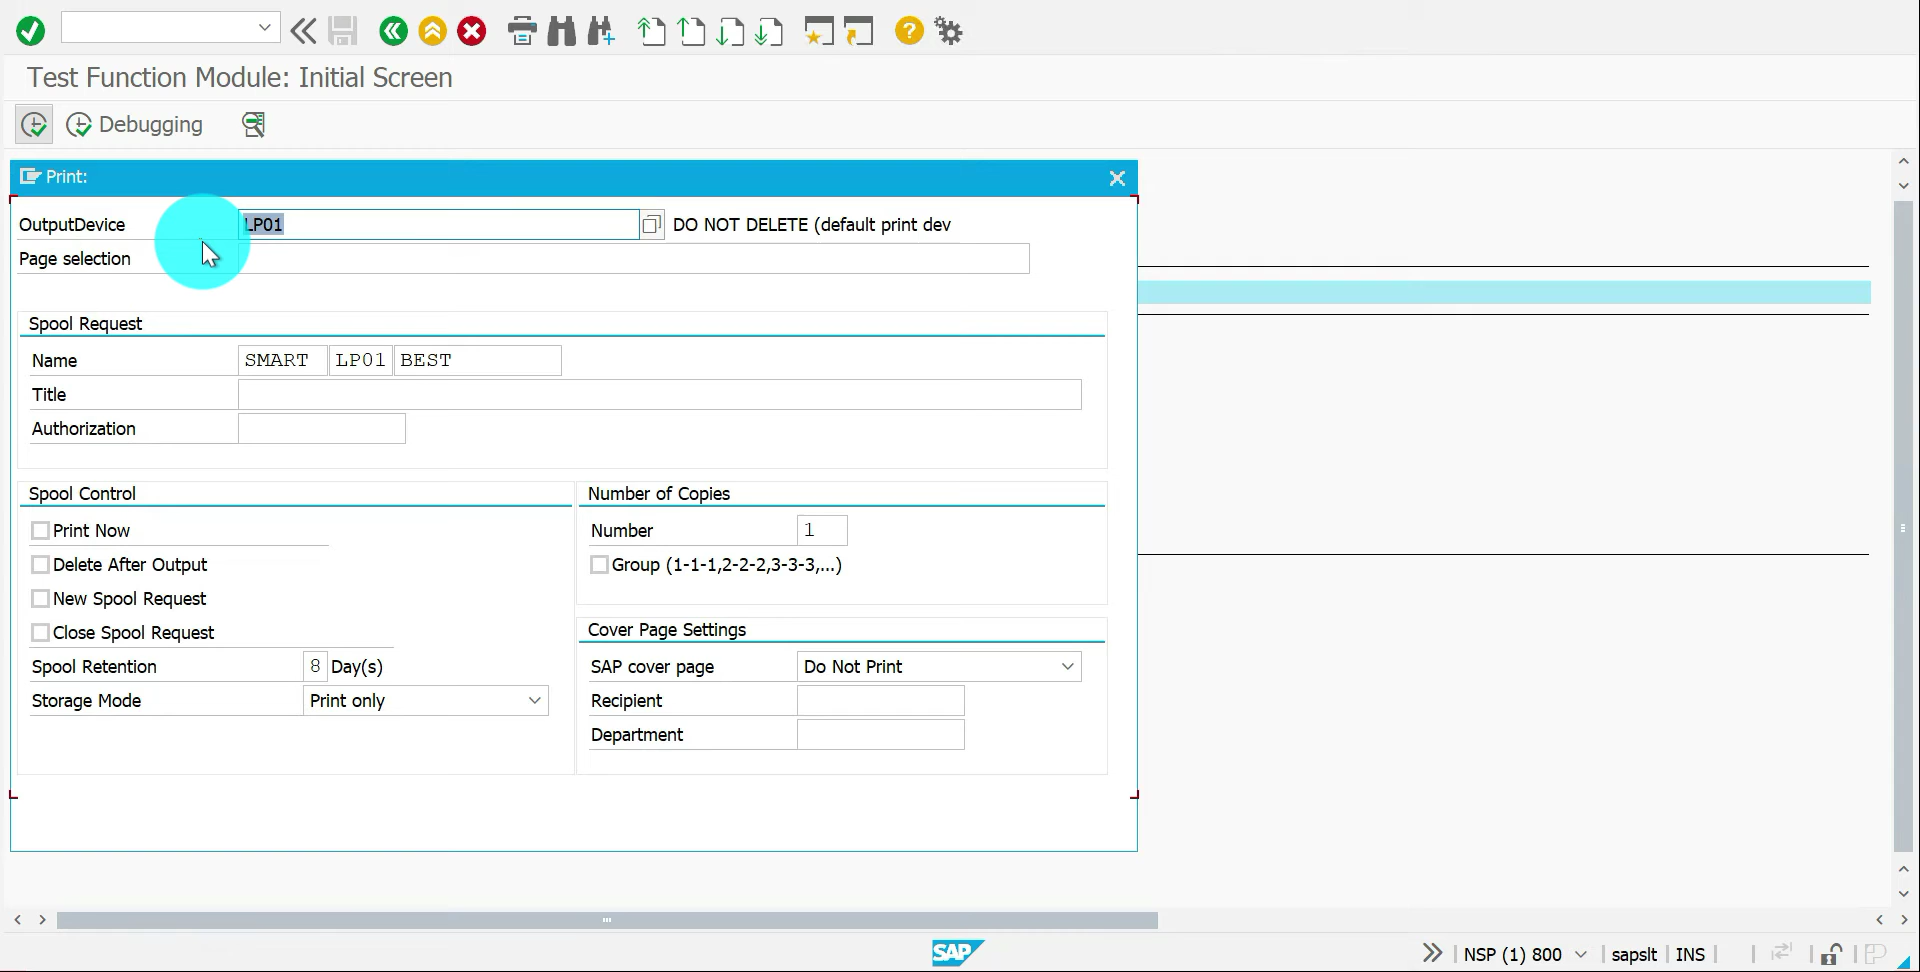 Test Function Module: Initial Screen
Debugging
Print:
OutputDevice LP01 DO NOT DELETE (default print dev
Page selection
Spool Request
Name SMART LP01 BEST
Title
Authorization
Spool Control
Print Now
Delete After Output
New Spool Request
Close Spool Request
Spool Retention 8 Day(s)
Storage Mode Print only
Number of Copies
Number 1
Group (1-1-1,2-2-2,3-3-3,...)
Cover Page Settings
SAP cover page Do Not Print
Recipient
Department
SAP NSP (1) 800 sapslt INS